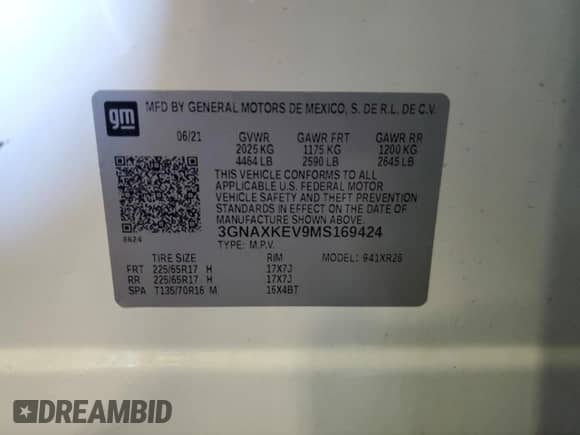 gm
MFD BY GENERAL MOTORS DE MEXICO, S. DE R.L. DE C.V.
06/21 GVWR GAWR FRT GAWR RR
2025 KG 1175 KG 1200 KG
4464 LB 2590 LB 2645 LB
THIS VEHICLE CONFORMS TO ALL
APPLICABLE U.S. FEDERAL MOTOR
VEHICLE SAFETY AND THEFT PREVENTION
STANDARDS IN EFFECT ON THE DATE OF
MANUFACTURE SHOWN ABOVE.
0624 3GNAXKEV9MS169424
TYPE: M.P.V.
TIRE SIZE RIM MODEL: 941XR26
FRT 225/65R17 H 17X7J
RR 225/65R17 H 17X7J
SPA T135/70R16 M 16X4BT
DREAMBID